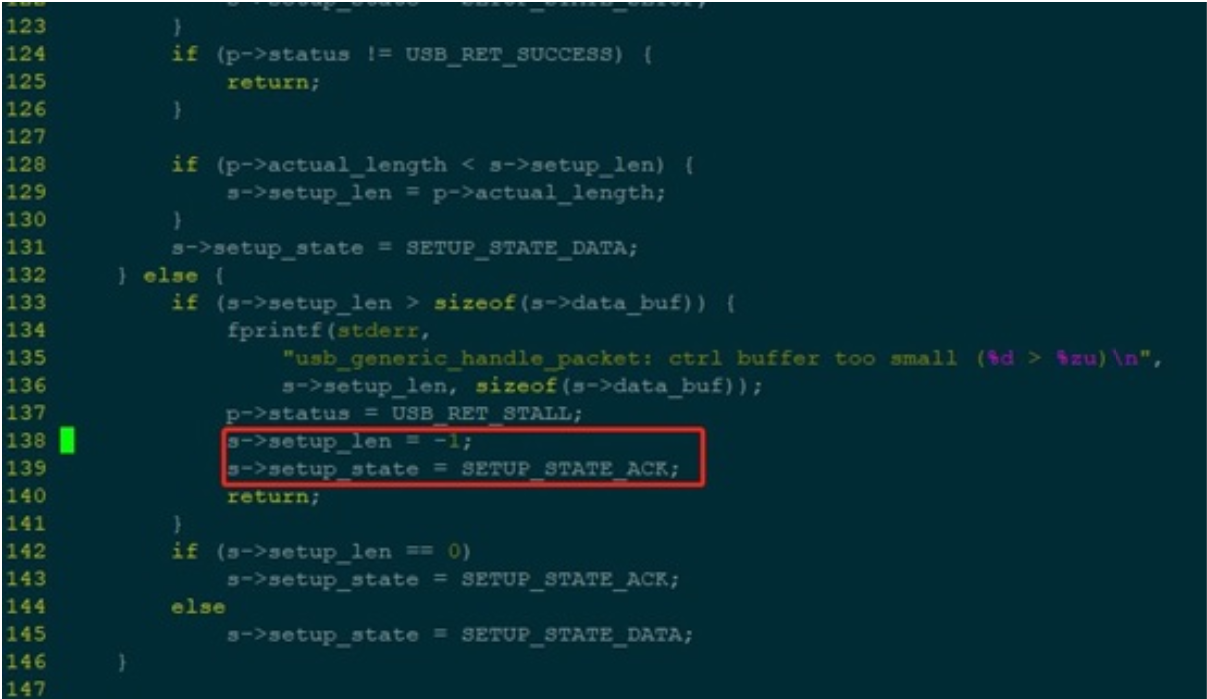 123         }
124         if (p->status != USB_RET_SUCCESS) {
125             return;
126         }
127
128         if (p->actual_length < s->setup_len) {
129             s->setup_len = p->actual_length;
130         }
131         s->setup_state = SETUP_STATE_DATA;
132     } else {
133         if (s->setup_len > sizeof(s->data_buf)) {
134             fprintf(stderr,
135                 "usb_generic_handle_packet: ctrl buffer too small (%d > %zu)\n",
136                 s->setup_len, sizeof(s->data_buf));
137             p->status = USB_RET_STALL;
138             s->setup_len = -1;
139             s->setup_state = SETUP_STATE_ACK;
140             return;
141         }
142         if (s->setup_len == 0)
143             s->setup_state = SETUP_STATE_ACK;
144         else
145             s->setup_state = SETUP_STATE_DATA;
146     }
147